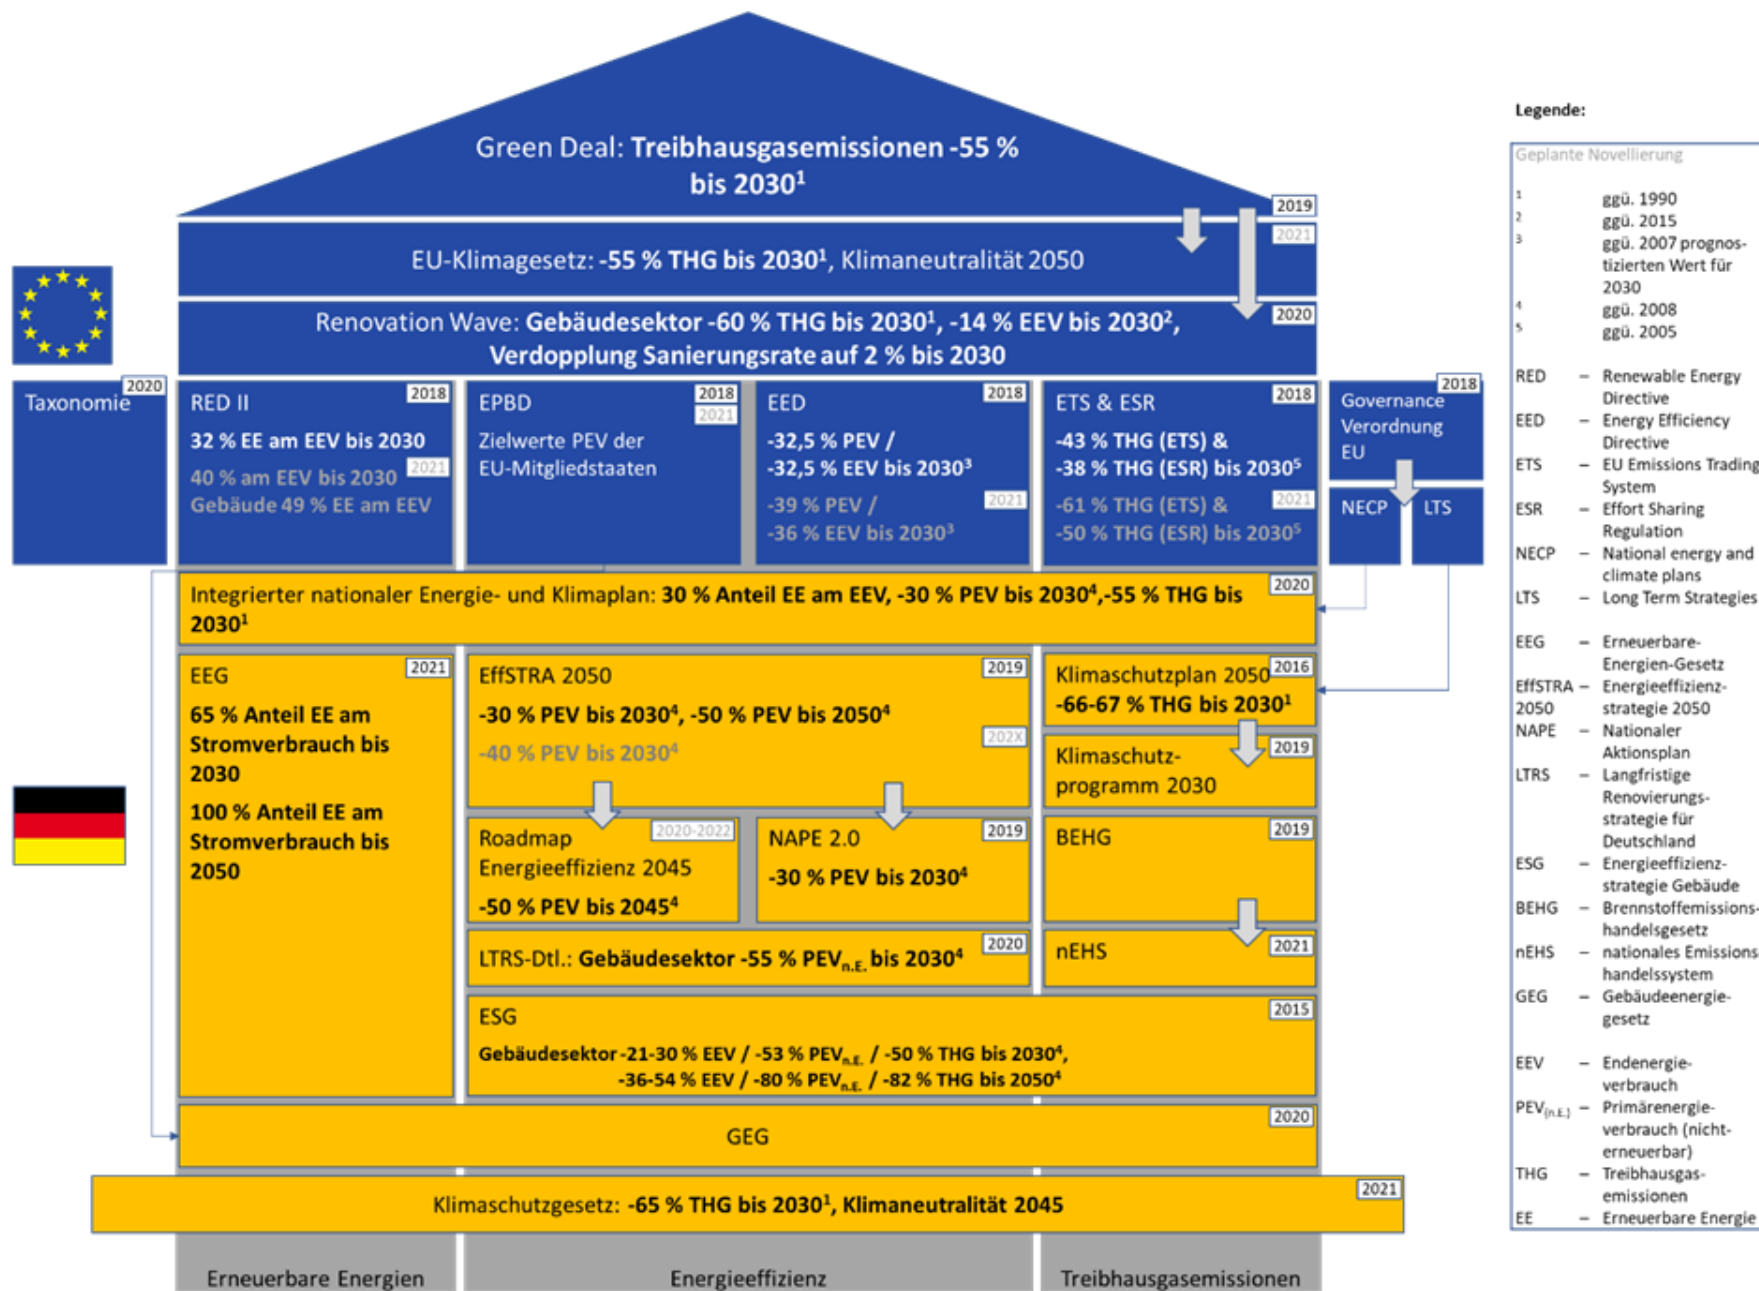 Green Deal: Treibhausgasemissionen -55 %
bis 2030¹
2019
EU-Klimagesetz: -55 % THG bis 2030¹, Klimaneutralität 2050
2021
Renovation Wave: Gebäudesektor -60 % THG bis 2030¹, -14 % EEV bis 2030²,
Verdopplung Sanierungsrate auf 2 % bis 2030
2020
Taxonomie
2020
RED II
2018
32 % EE am EEV bis 2030
2021
40 % am EEV bis 2030
Gebäude 49 % EE am EEV
EPBD
2018
2021
Zielwerte PEV der
EU-Mitgliedstaaten
EED
2018
-32,5 % PEV /
-32,5 % EEV bis 2030³
2021
-39 % PEV /
-36 % EEV bis 2030³
ETS & ESR
2018
-43 % THG (ETS) &
-38 % THG (ESR) bis 2030⁵
2021
-61 % THG (ETS) &
-50 % THG (ESR) bis 2030⁵
2018
Governance
Verordnung
EU
NECP
LTS
Integrierter nationaler Energie- und Klimaplan: 30 % Anteil EE am EEV, -30 % PEV bis 2030⁴,-55 % THG bis
2030¹
2020
EEG
2021
65 % Anteil EE am
Stromverbrauch bis
2030
100 % Anteil EE am
Stromverbrauch bis
2050
EffSTRA 2050
2019
-30 % PEV bis 2030⁴, -50 % PEV bis 2050⁴
202X
-40 % PEV bis 2030⁴
Roadmap
2020-2022
Energieeffizienz 2045
-50 % PEV bis 2045⁴
NAPE 2.0
2019
-30 % PEV bis 2030⁴
LTRS-Dtl.: Gebäudesektor -55 % PEVn.E. bis 2030⁴
2020
Klimaschutzplan 2050
2016
-66-67 % THG bis 2030¹
Klimaschutz-
programm 2030
2019
BEHG
2019
nEHS
2021
ESG
2015
Gebäudesektor -21-30 % EEV / -53 % PEVn.E. / -50 % THG bis 2030⁴,
-36-54 % EEV / -80 % PEVn.E. / -82 % THG bis 2050⁴
GEG
2020
Klimaschutzgesetz: -65 % THG bis 2030¹, Klimaneutralität 2045
2021
Erneuerbare Energien
Energieeffizienz
Treibhausgasemissionen
Legende:
Geplante Novellierung
1 ggü. 1990
2 ggü. 2015
3 ggü. 2007 prognos-
tizierten Wert für
2030
4 ggü. 2008
5 ggü. 2005
RED – Renewable Energy
Directive
EED – Energy Efficiency
Directive
ETS – EU Emissions Trading
System
ESR – Effort Sharing
Regulation
NECP – National energy and
climate plans
LTS – Long Term Strategies
EEG – Erneuerbare-
Energien-Gesetz
EffSTRA – Energieeffizienz-
2050 strategie 2050
NAPE – Nationaler
Aktionsplan
LTRS – Langfristige
Renovierungs-
strategie für
Deutschland
ESG – Energieeffizienz-
strategie Gebäude
BEHG – Brennstoffemissions-
handelsgesetz
nEHS – nationales Emissions-
handelssystem
GEG – Gebäudeenergie-
gesetz
EEV – Endenergie-
verbrauch
PEV(n.E.) – Primärenergie-
verbrauch (nicht-
erneuerbar)
THG – Treibhausgas-
emissionen
EE – Erneuerbare Energie